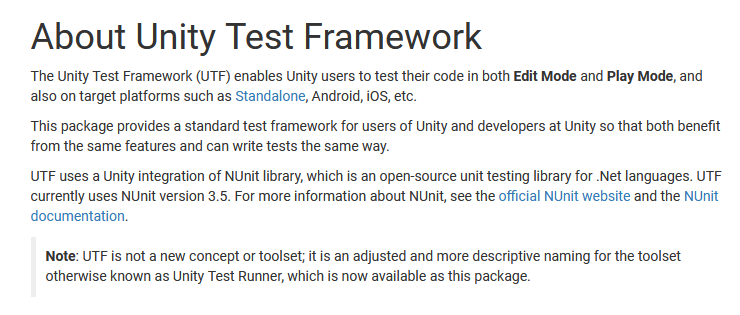 About Unity Test Framework
The Unity Test Framework (UTF) enables Unity users to test their code in both Edit Mode and Play Mode, and
also on target platforms such as Standalone, Android, iOS, etc.
This package provides a standard test framework for users of Unity and developers at Unity so that both benefit
from the same features and can write tests the same way.
UTF uses a Unity integration of NUnit library, which is an open-source unit testing library for .Net languages. UTF
currently uses NUnit version 3.5. For more information about NUnit, see the official NUnit website and the NUnit
documentation.
Note: UTF is not a new concept or toolset; it is an adjusted and more descriptive naming for the toolset
otherwise known as Unity Test Runner, which is now available as this package.